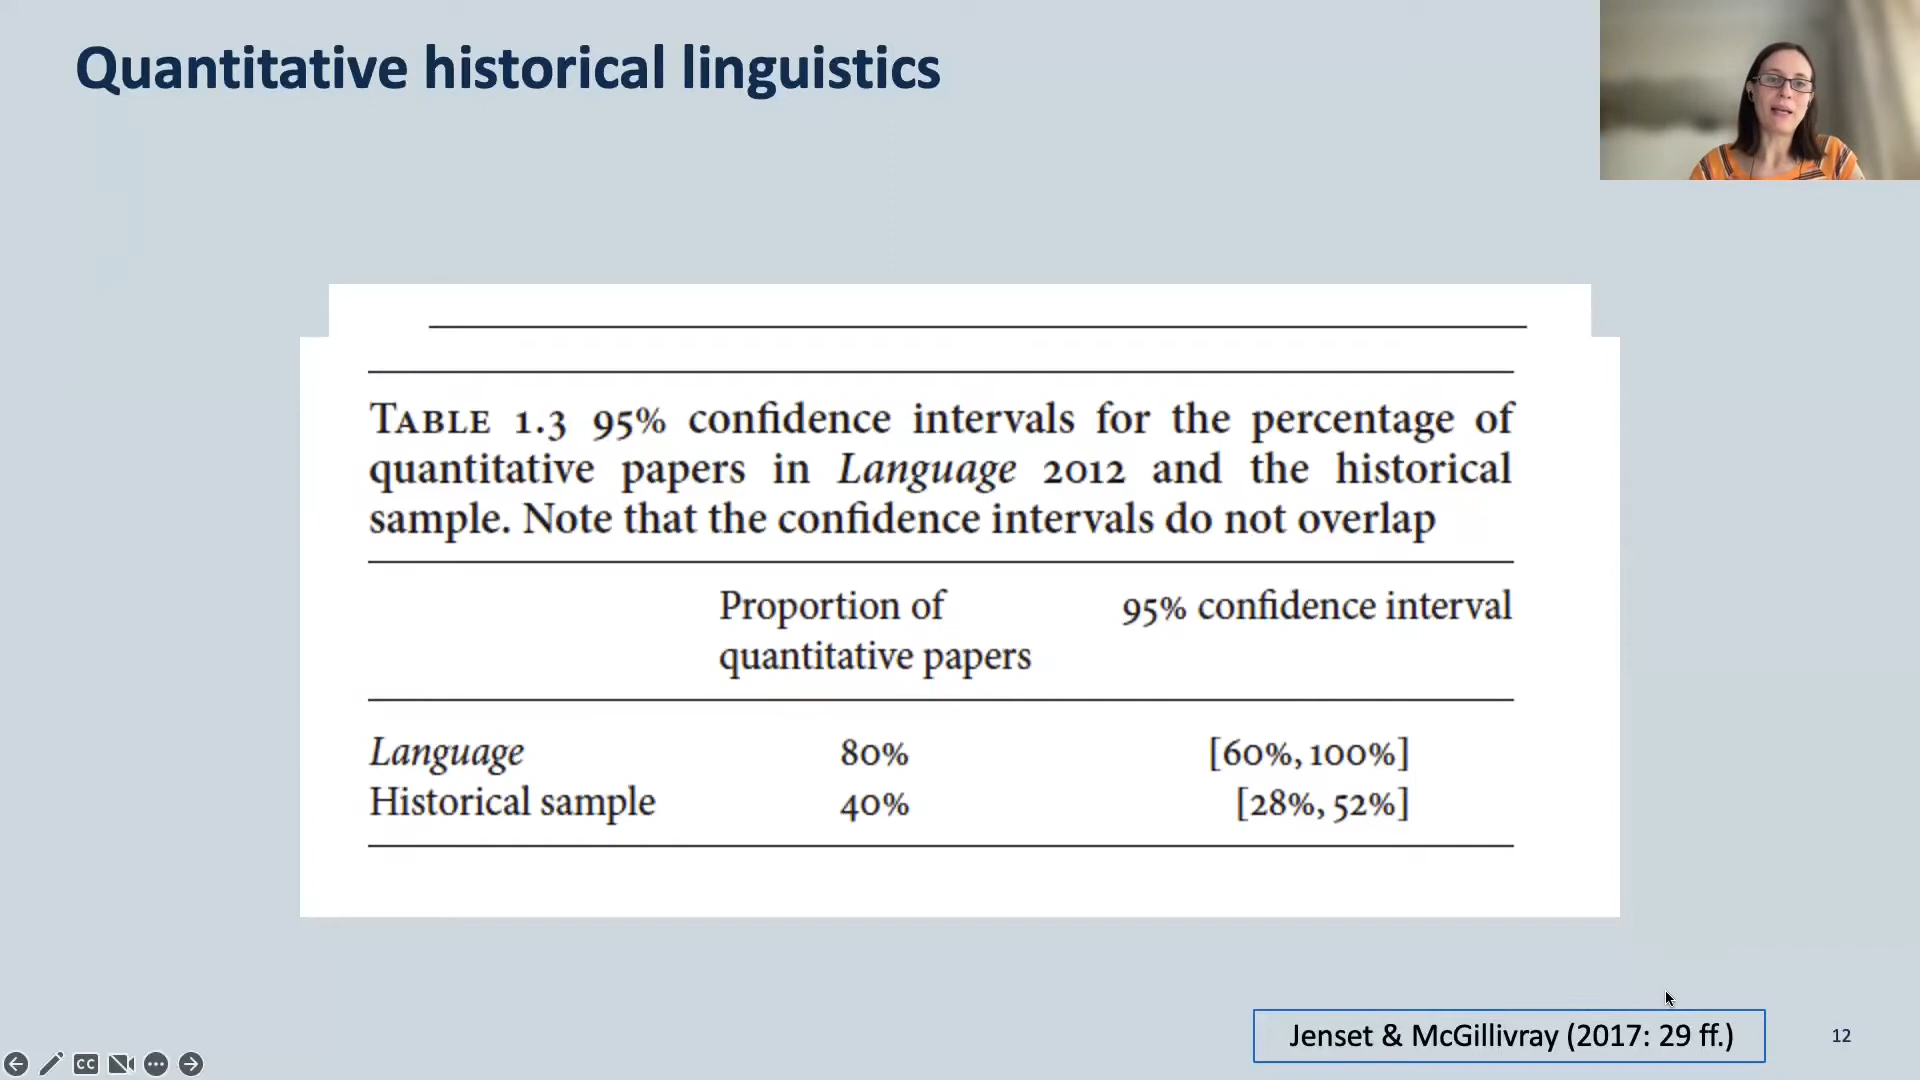 Quantitative historical linguistics
TABLE 1.3 95% confidence intervals for the percentage of
quantitative papers in Language 2012 and the historical
sample. Note that the confidence intervals do not overlap
Proportion of
quantitative papers
95% confidence interval
Language 80% [60%, 100%]
Historical sample 40% [28%, 52%]
Jenset & McGillivray (2017: 29 ff.)
12
CC